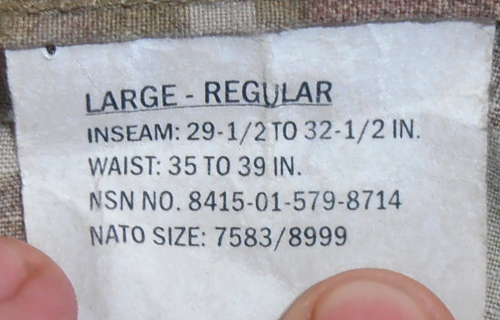 LARGE - REGULAR
INSEAM: 29-1/2 TO 32-1/2 IN.
WAIST: 35 TO 39 IN.
NSN NO. 8415-01-579-8714
NATO SIZE: 7583/8999